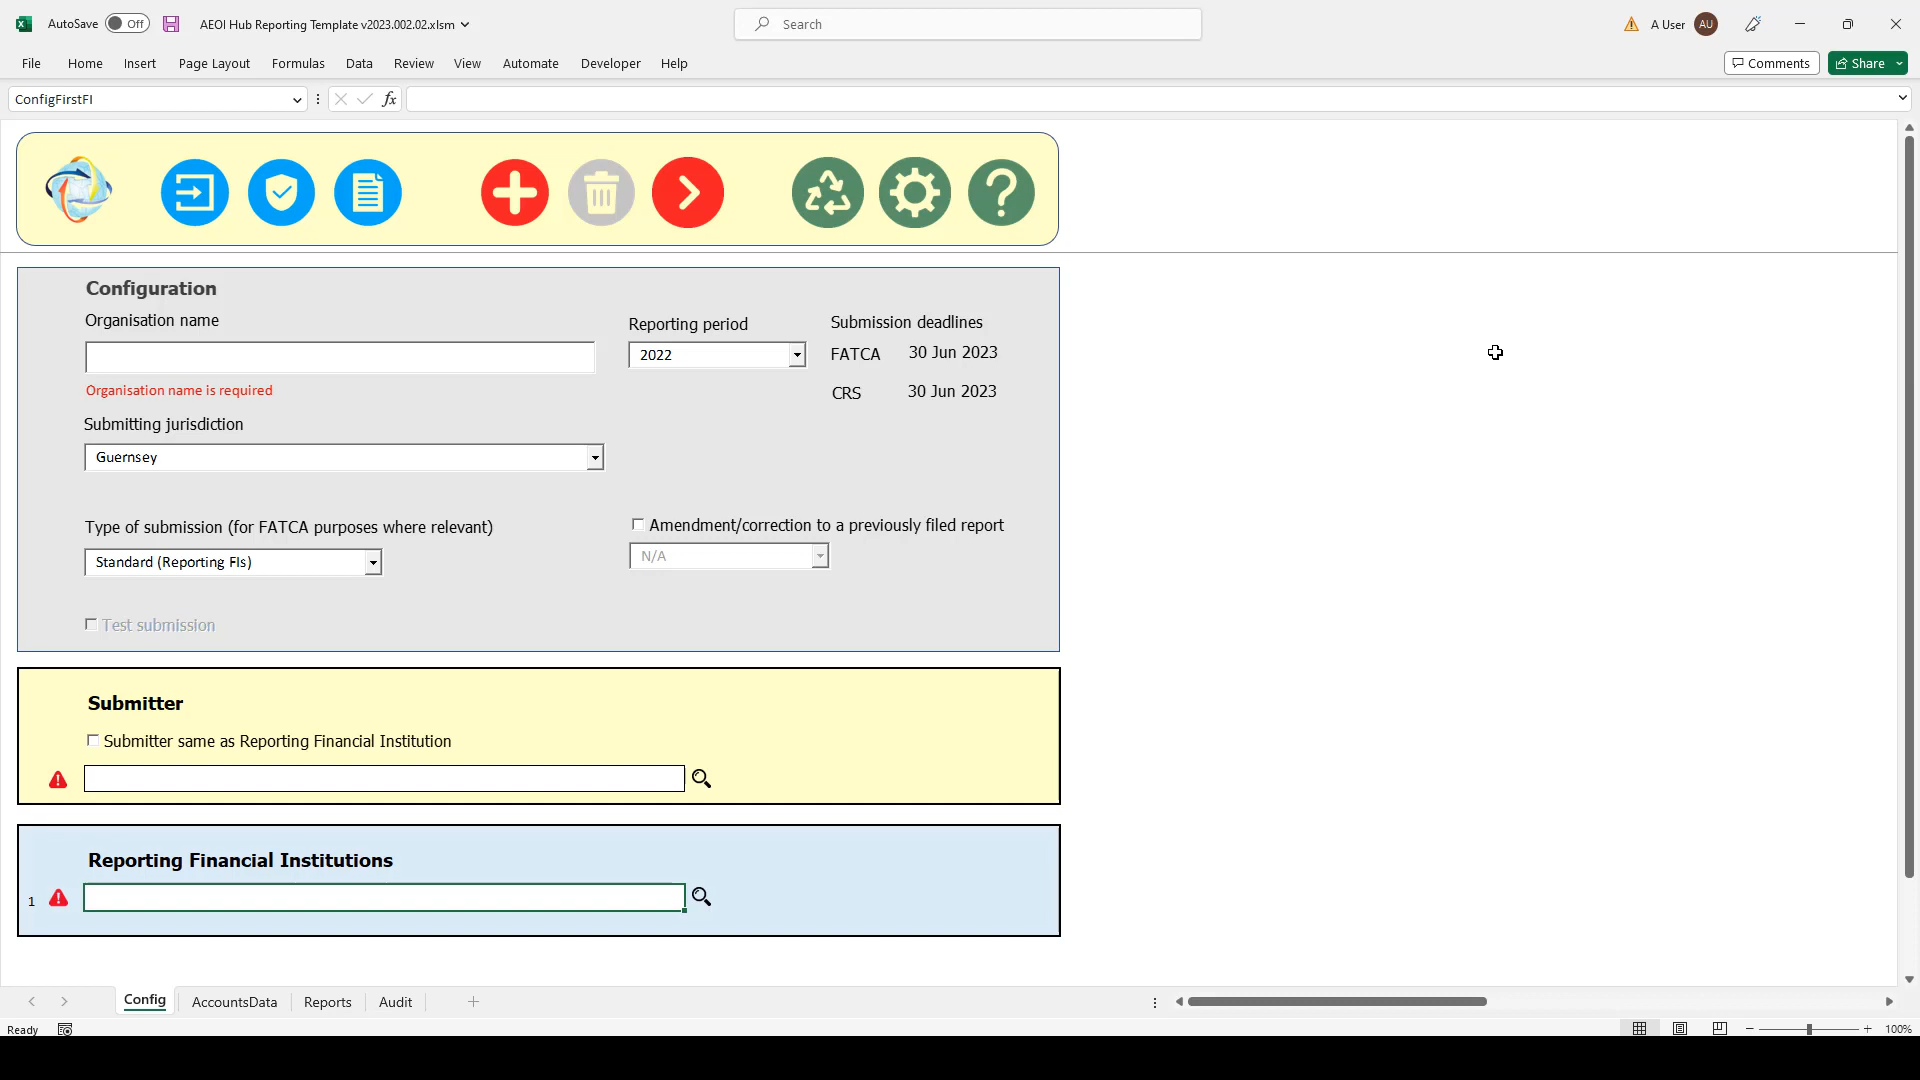 AutoSave Off AEOI Hub Reporting Template v2023.002.02.xlsm Search A User AU
File Home Insert Page Layout Formulas Data Review View Automate Developer Help Comments Share
ConfigFirstFI fx
Configuration
Organisation name
Reporting period
2022
Submission deadlines
FATCA 30 Jun 2023
CRS 30 Jun 2023
Organisation name is required
Submitting jurisdiction
Guernsey
Type of submission (for FATCA purposes where relevant)
Standard (Reporting FIs)
Amendment/correction to a previously filed report
N/A
Test submission
Submitter
Submitter same as Reporting Financial Institution
Reporting Financial Institutions
1
Config AccountsData Reports Audit
Ready 100%